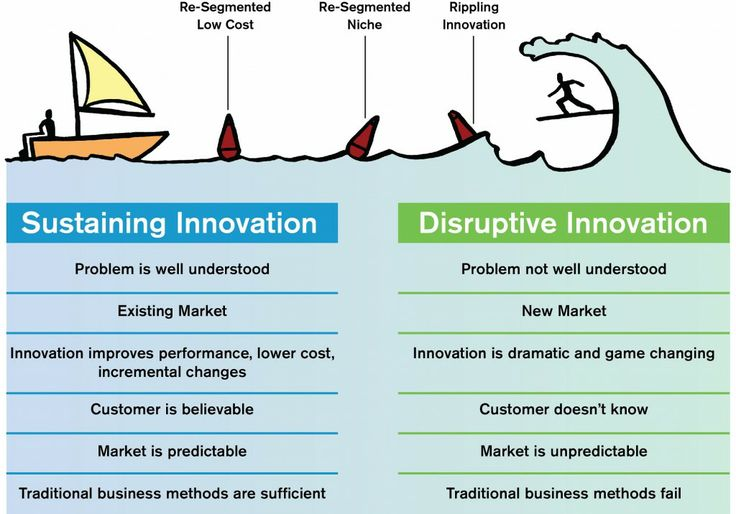 Re-Segmented
Low Cost
Re-Segmented
Niche
Rippling
Innovation
Sustaining Innovation
Problem is well understood
Existing Market
Innovation improves performance, lower cost,
incremental changes
Customer is believable
Market is predictable
Traditional business methods are sufficient
Disruptive Innovation
Problem not well understood
New Market
Innovation is dramatic and game changing
Customer doesn't know
Market is unpredictable
Traditional business methods fail